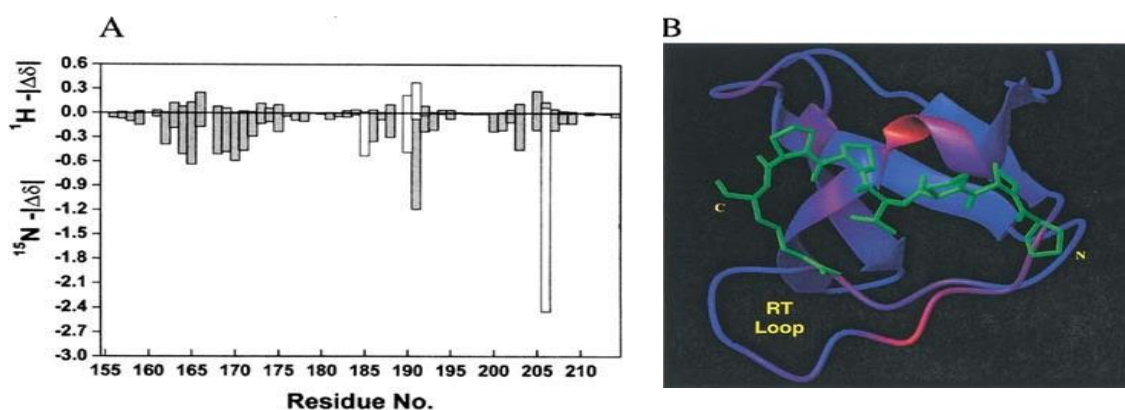 A
B
¹H -|Δδ|
¹⁵N -|Δδ|
0.6
0.3
0.0
-0.3
-0.6
-0.9
-1.2
-1.5
-1.8
-2.1
-2.4
-2.7
-3.0
155 160 165 170 175 180 185 190 195 200 205 210
Residue No.
C
N
RT
Loop